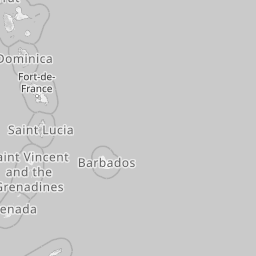 Dominica
Fort-de-
France
Saint Lucia
aint Vincent
and the
Grenadines
Barbados
enada